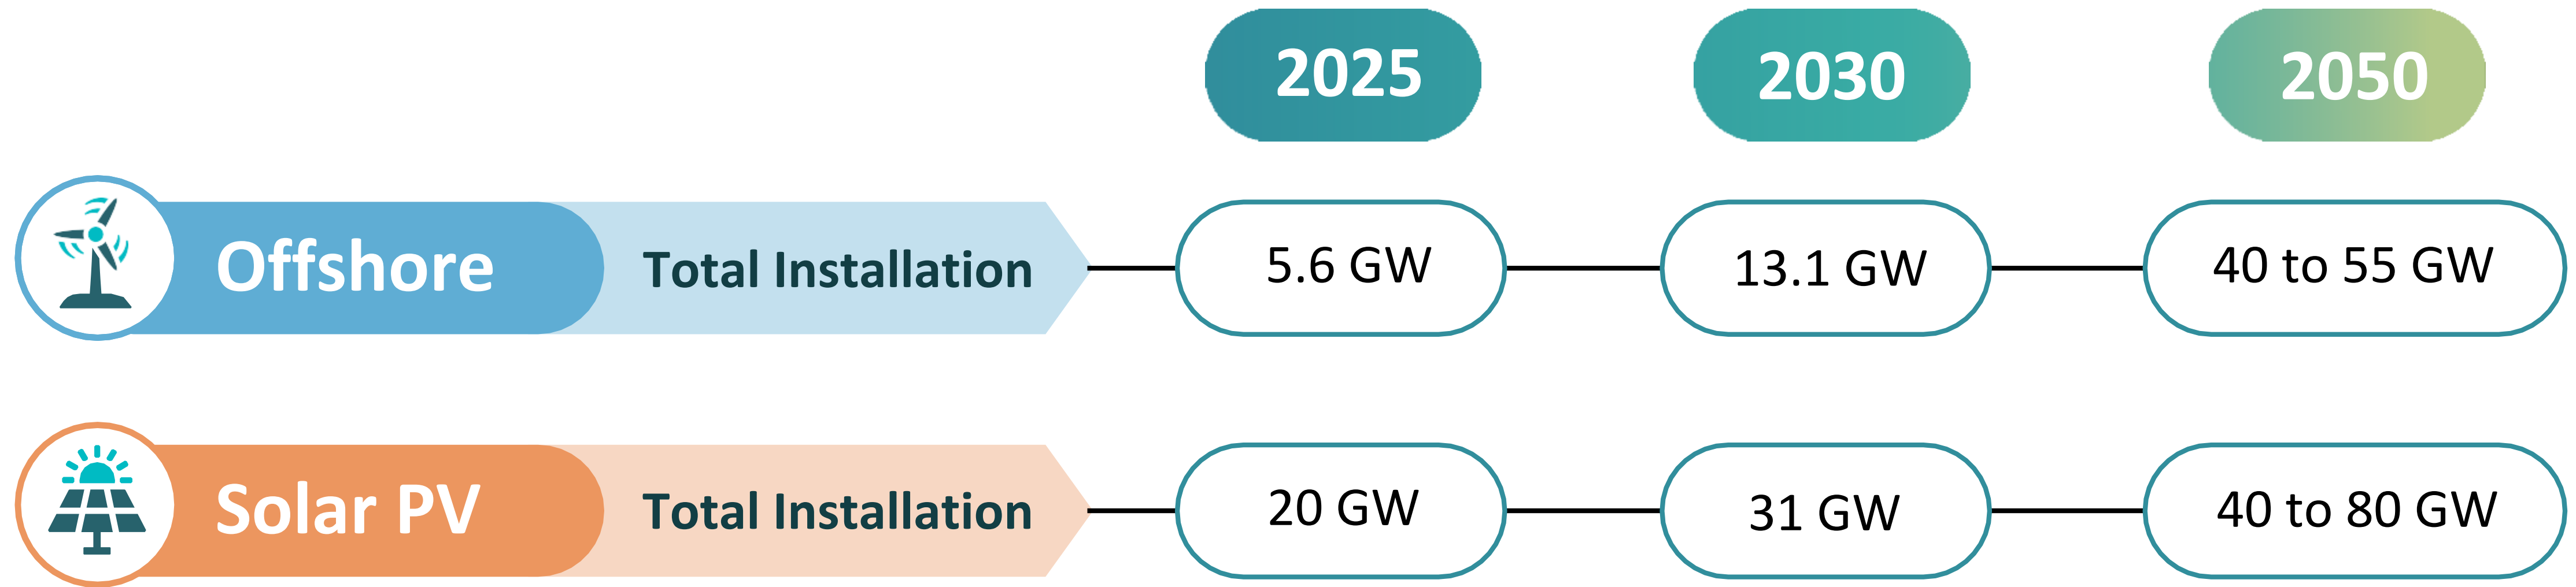 2025 2030 2050
Offshore Total Installation 5.6 GW 13.1 GW 40 to 55 GW
Solar PV Total Installation 20 GW 31 GW 40 to 80 GW